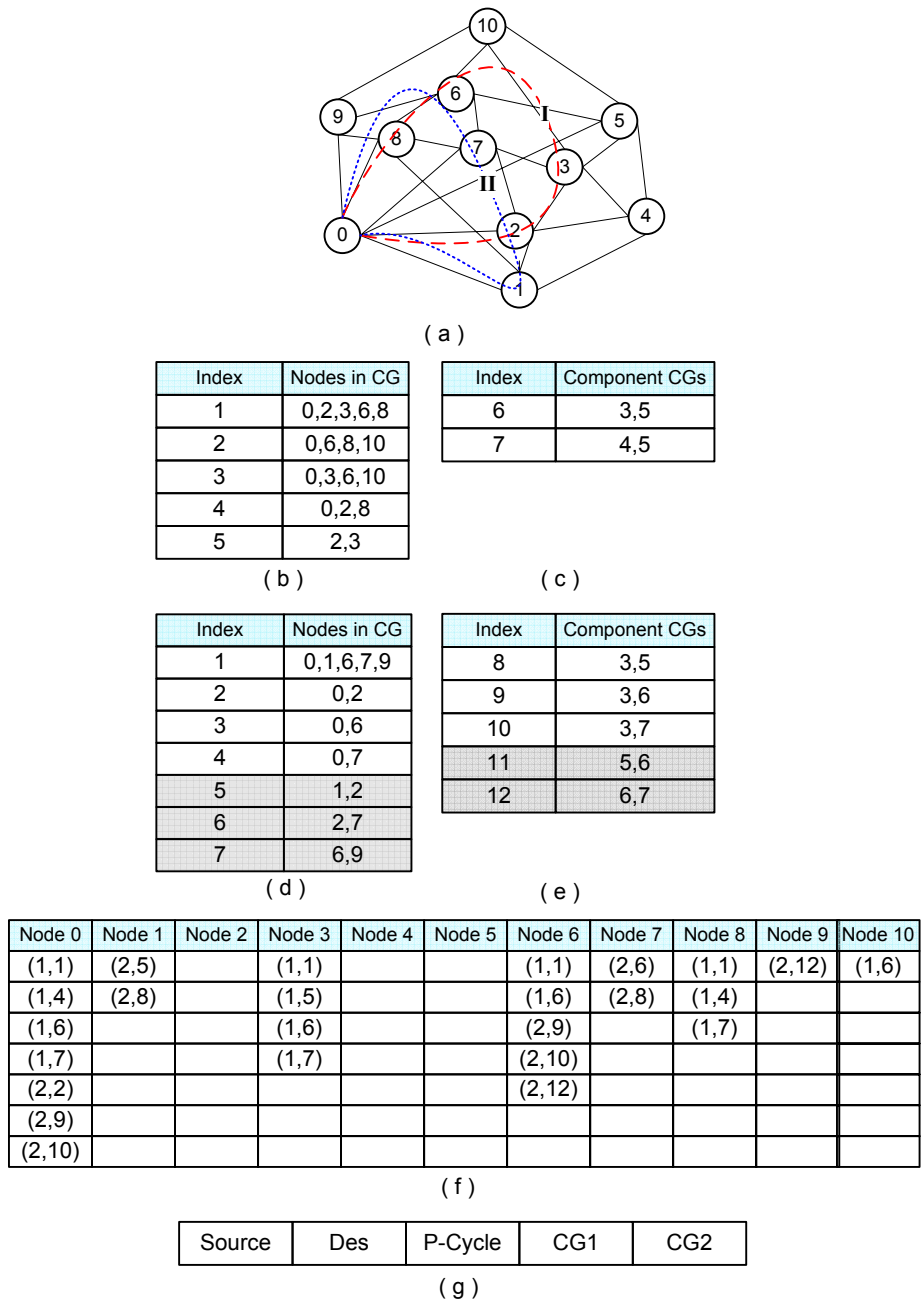 10
6
I
9
5
8
7
3
II
4
0
2
1
( a )
Index Nodes in CG
1 0,2,3,6,8
2 0,6,8,10
3 0,3,6,10
4 0,2,8
5 2,3
( b )
Index Component CGs
6 3,5
7 4,5
( c )
Index Nodes in CG
1 0,1,6,7,9
2 0,2
3 0,6
4 0,7
5 1,2
6 2,7
7 6,9
( d )
Index Component CGs
8 3,5
9 3,6
10 3,7
11 5,6
12 6,7
( e )
Node 0 Node 1 Node 2 Node 3 Node 4 Node 5 Node 6 Node 7 Node 8 Node 9 Node 10
(1,1) (2,5) (1,1) (1,1) (2,6) (1,1) (2,12) (1,6)
(1,4) (2,8) (1,5) (1,6) (2,8) (1,4)
(1,6) (1,6) (2,9) (1,7)
(1,7) (1,7) (2,10)
(2,2) (2,12)
(2,9)
(2,10)
( f )
Source Des P-Cycle CG1 CG2
( g )